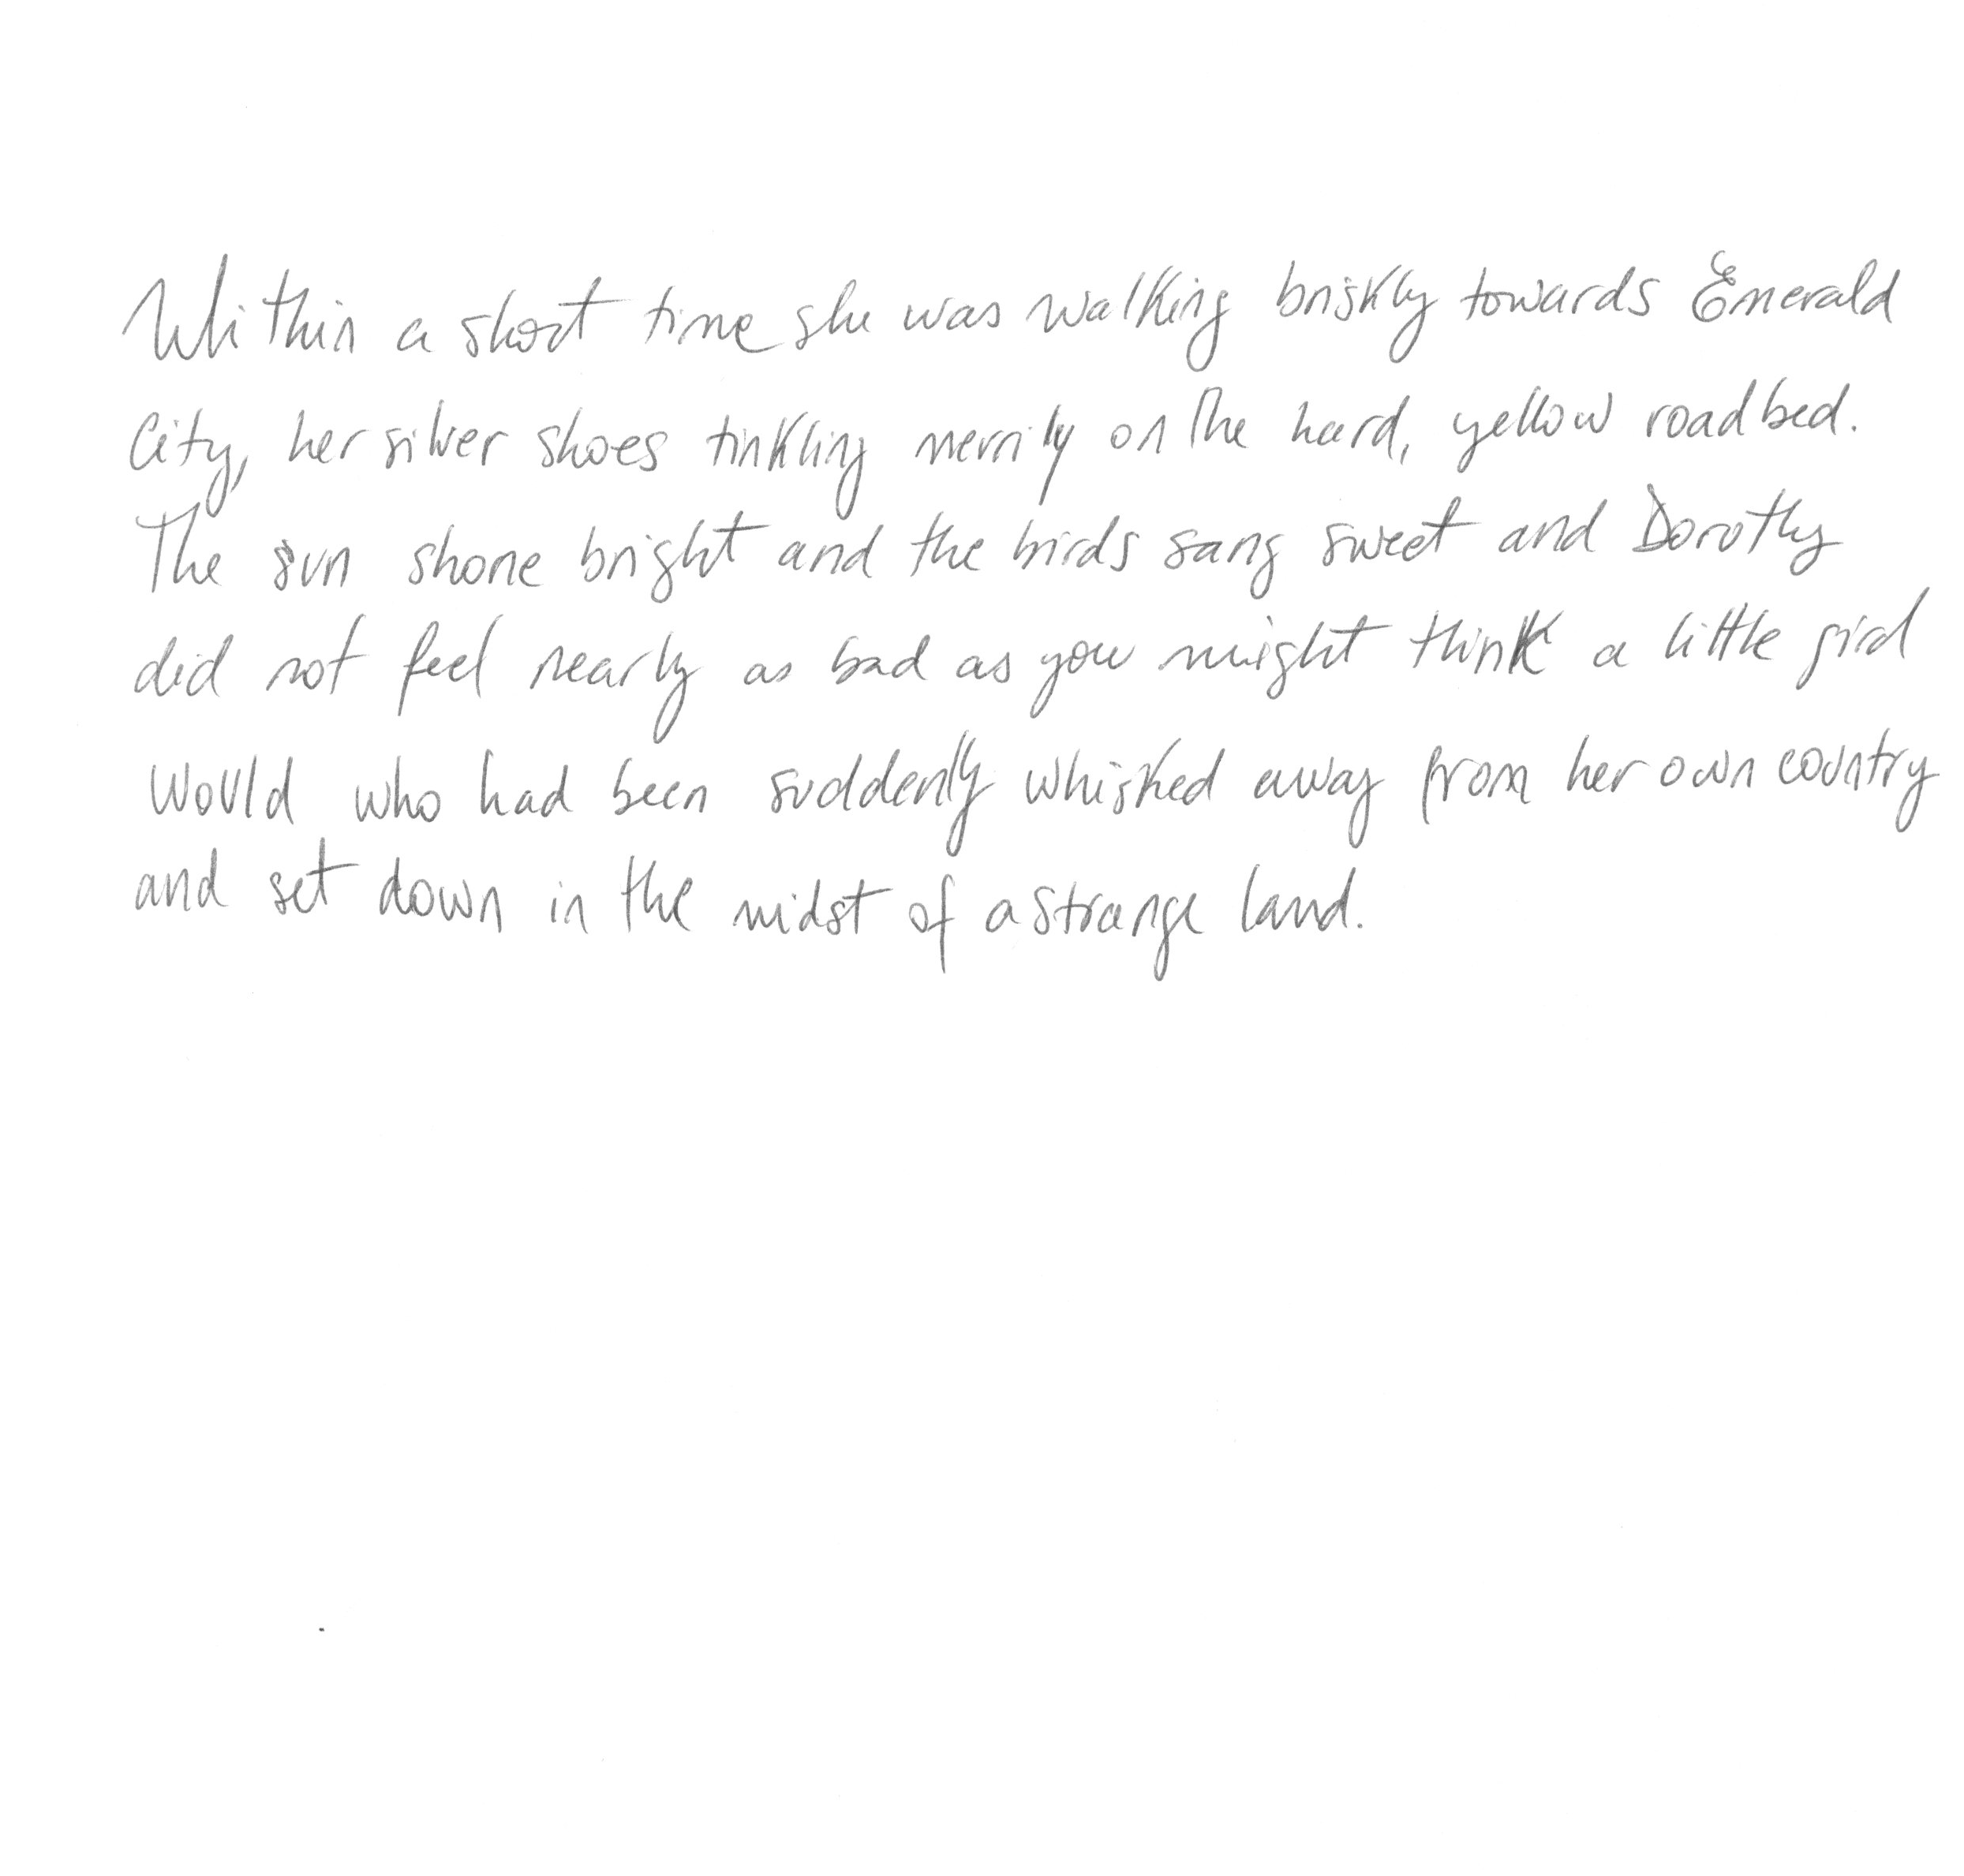 Within a short time she was walking briskly towards Emerald
City, her silver shoes tinkling merrily on the hard, yellow roadbed.
The sun shone bright and the birds sang sweet and Dorothy
did not feel nearly as bad as you might think a little girl
would who had been suddenly whisked away from her own country
and set down in the midst of a strange land.